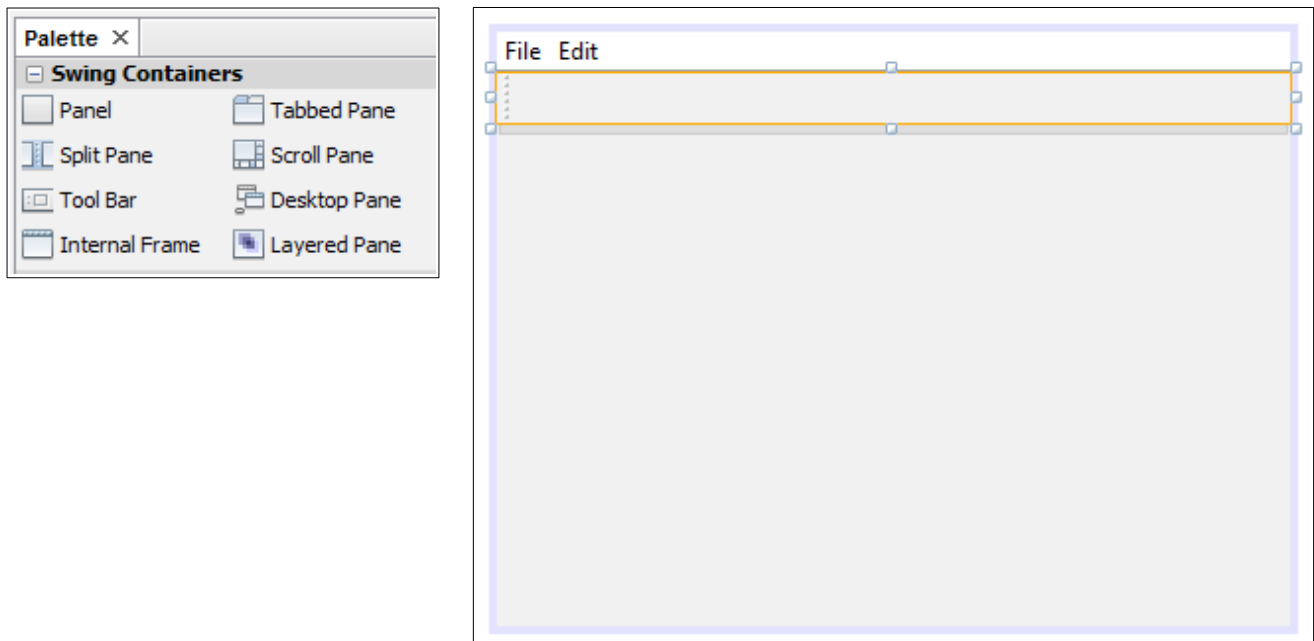 Palette
Swing Containers
Panel Tabbed Pane
Split Pane Scroll Pane
Tool Bar Desktop Pane
Internal Frame Layered Pane
File Edit